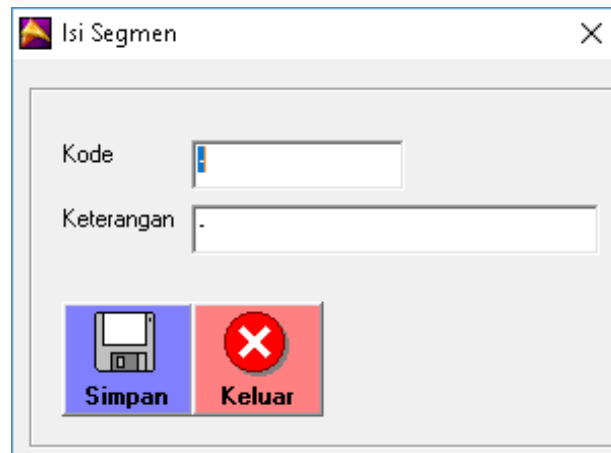 Isi Segmen
Kode -
Keterangan -
Simpan Keluar